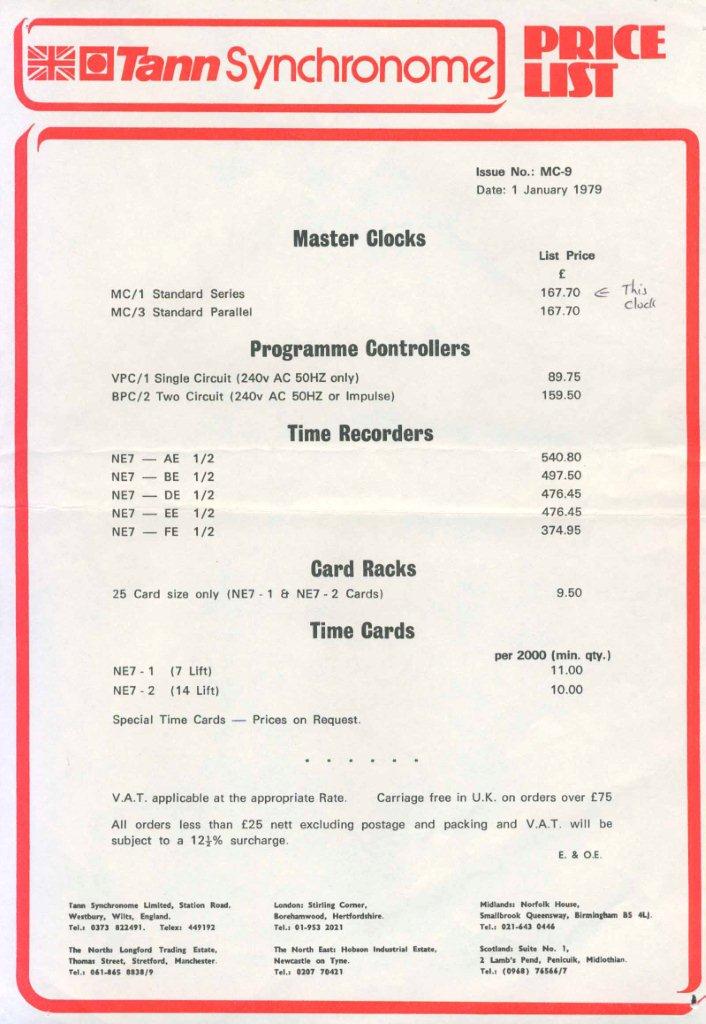 Tann Synchronome
PRICE
LIST
Issue No.: MC-9
Date: 1 January 1979
Master Clocks
List Price
£
MC/1 Standard Series 167.70 ⋲ This
MC/3 Standard Parallel 167.70 Clock
Programme Controllers
VPC/1 Single Circuit (240v AC 50HZ only) 89.75
BPC/2 Two Circuit (240v AC 50HZ or Impulse) 159.50
Time Recorders
NE7 — AE 1/2 540.80
NE7 — BE 1/2 497.50
NE7 — DE 1/2 476.45
NE7 — EE 1/2 476.45
NE7 — FE 1/2 374.95
Card Racks
25 Card size only (NE7 - 1 & NE7 - 2 Cards) 9.50
Time Cards
per 2000 (min. qty.)
NE7 - 1 (7 Lift) 11.00
NE7 - 2 (14 Lift) 10.00
Special Time Cards — Prices on Request.
. . . . . .
V.A.T. applicable at the appropriate Rate. Carriage free in U.K. on orders over £75
All orders less than £25 nett excluding postage and packing and V.A.T. will be
subject to a 12½% surcharge.
E. & O.E.
Tann Synchronome Limited, Station Road,
Westbury, Wilts, England.
Tel.: 0373 822491. Telex: 449192
London: Stirling Corner,
Borehamwood, Hertfordshire.
Tel.: 01-953 2021
Midlands: Norfolk House,
Smallbrook Queensway, Birmingham B5 4LJ.
Tel.: 021-643 0446
The North: Longford Trading Estate,
Thomas Street, Stretford, Manchester.
Tel.: 061-865 8838/9
The North East: Hobson Industrial Estate,
Newcastle on Tyne.
Tel.: 0207 70421
Scotland: Suite No. 1,
2 Lamb's Pend, Penicuik, Midlothian.
Tel.: (0968) 76566/7